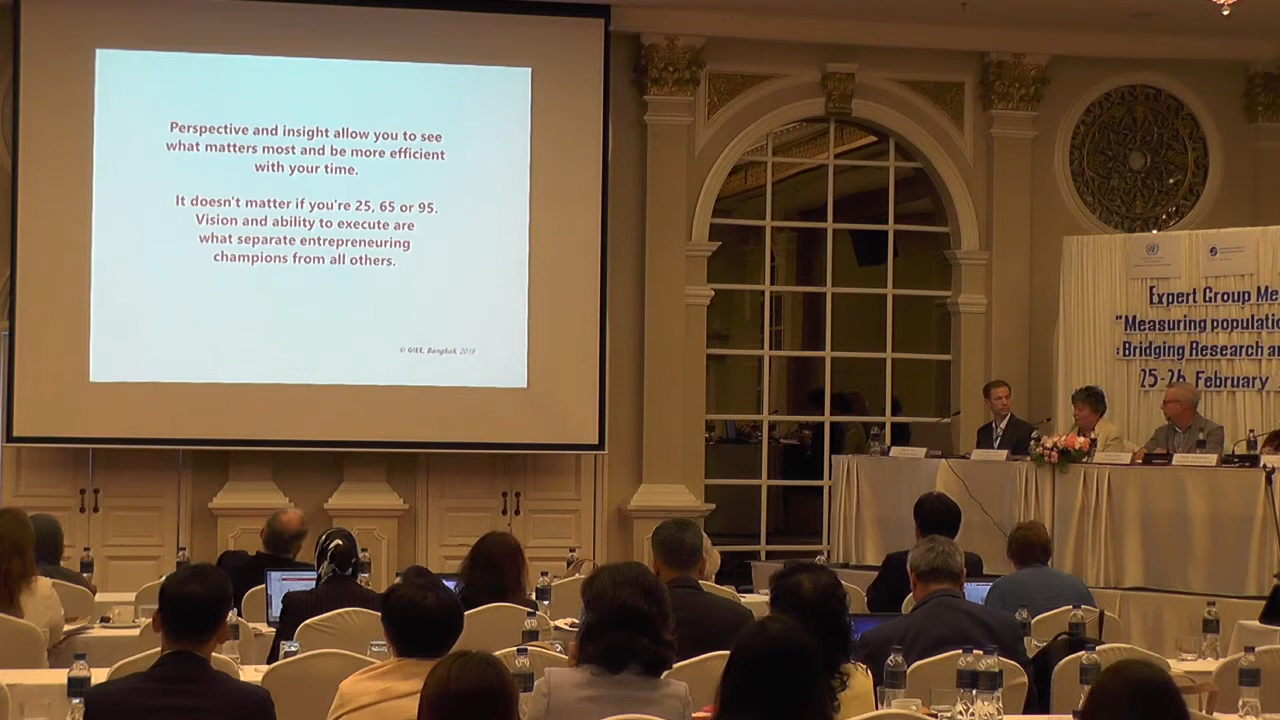 Perspective and insight allow you to see
what matters most and be more efficient
with your time.
It doesn't matter if you're 25, 65 or 95.
Vision and ability to execute are
what separate entrepreneuring
champions from all others.
© GIEE, Bangkok, 2019
Expert Group Me
"Measuring populatio
: Bridging Research an
25-26 February